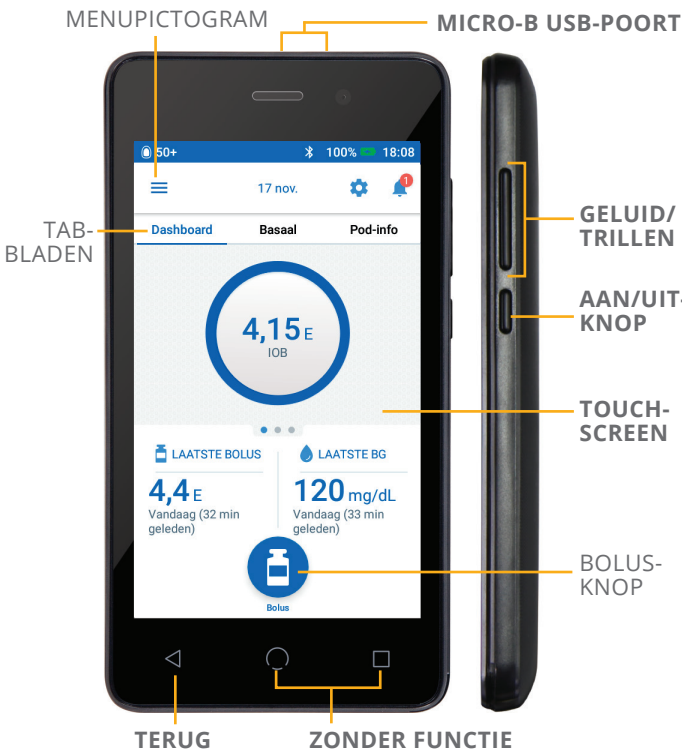 MENUPICTOGRAM
MICRO-B USB-POORT
50+ 100% 18:08
17 nov. 1
TAB-
BLADEN
Dashboard Basaal Pod-info
GELUID/
TRILLEN
AAN/UIT-
KNOP
4,15 E
IOB
TOUCH-
SCREEN
LAATSTE BOLUS
4,4 E
Vandaag (32 min
geleden)
LAATSTE BG
120 mg/dL
Vandaag (33 min
geleden)
Bolus
BOLUS-
KNOP
TERUG
ZONDER FUNCTIE